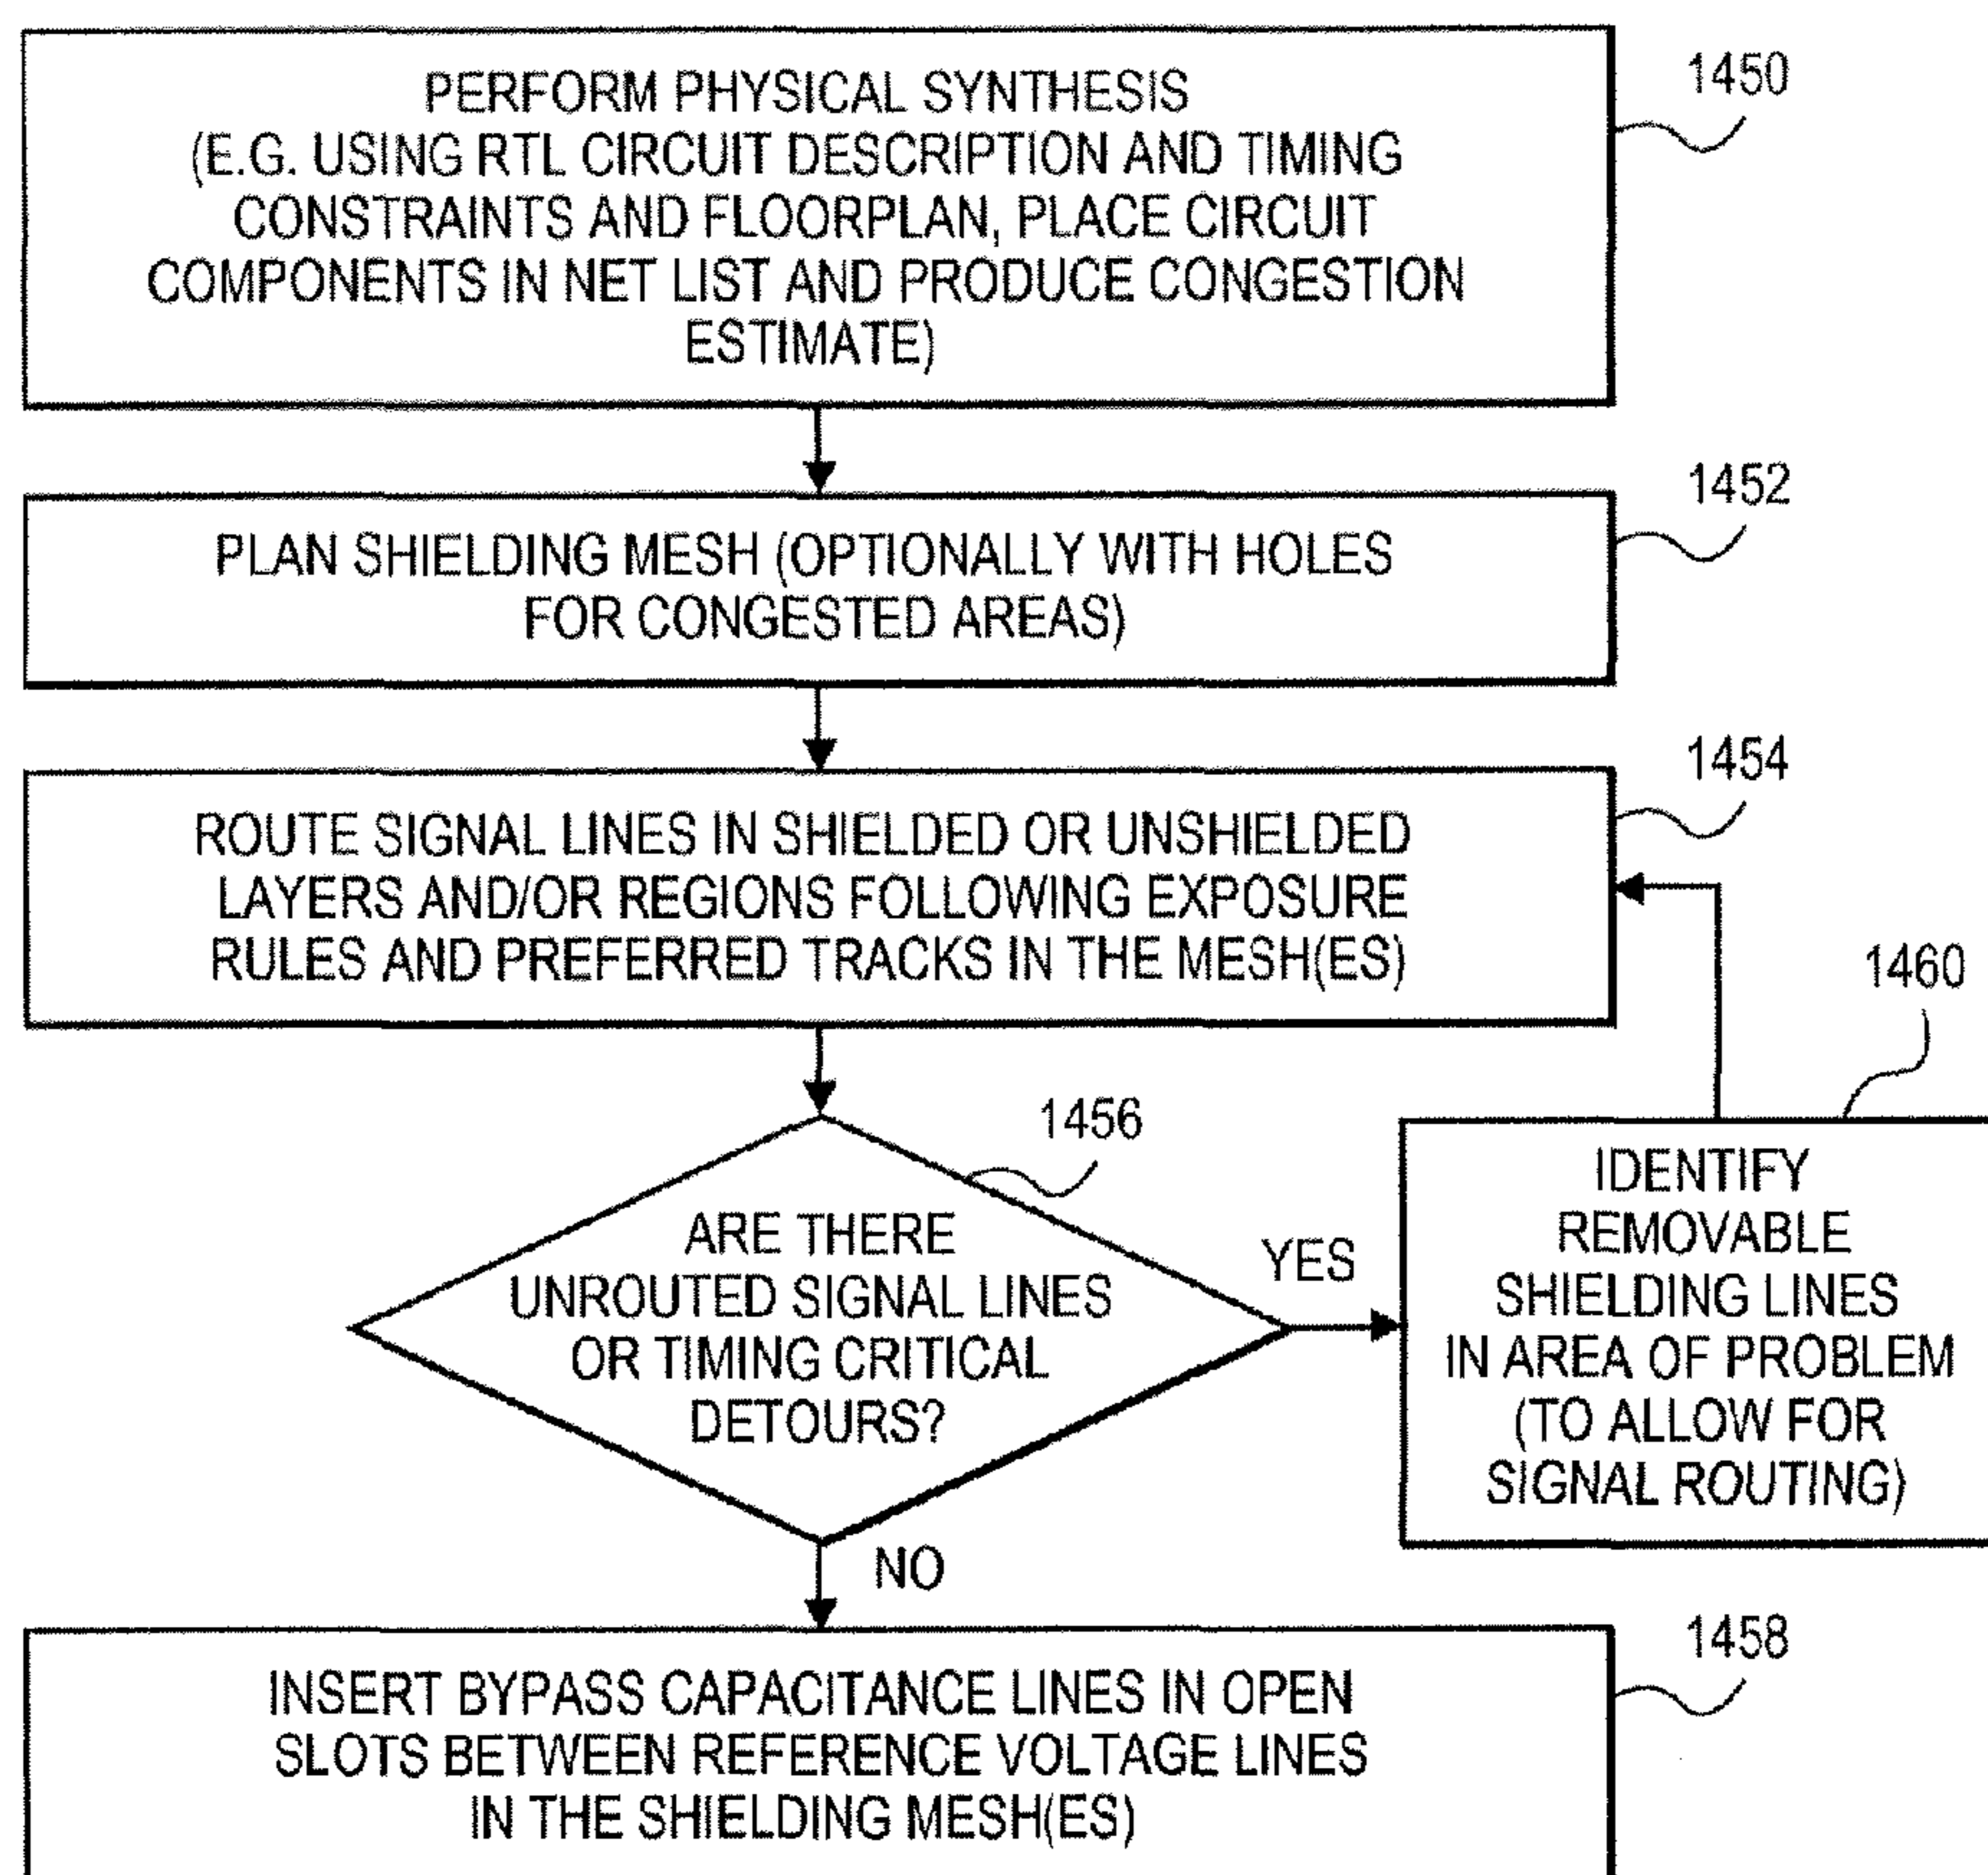 PERFORM PHYSICAL SYNTHESIS
(E.G. USING RTL CIRCUIT DESCRIPTION AND TIMING
CONSTRAINTS AND FLOORPLAN, PLACE CIRCUIT
COMPONENTS IN NET LIST AND PRODUCE CONGESTION
ESTIMATE)
1450
PLAN SHIELDING MESH (OPTIONALLY WITH HOLES
FOR CONGESTED AREAS)
1452
ROUTE SIGNAL LINES IN SHIELDED OR UNSHIELDED
LAYERS AND/OR REGIONS FOLLOWING EXPOSURE
RULES AND PREFERRED TRACKS IN THE MESH(ES)
1454
ARE THERE
UNROUTED SIGNAL LINES
OR TIMING CRITICAL
DETOURS?
1456
YES
NO
IDENTIFY
REMOVABLE
SHIELDING LINES
IN AREA OF PROBLEM
(TO ALLOW FOR
SIGNAL ROUTING)
1460
INSERT BYPASS CAPACITANCE LINES IN OPEN
SLOTS BETWEEN REFERENCE VOLTAGE LINES
IN THE SHIELDING MESH(ES)
1458